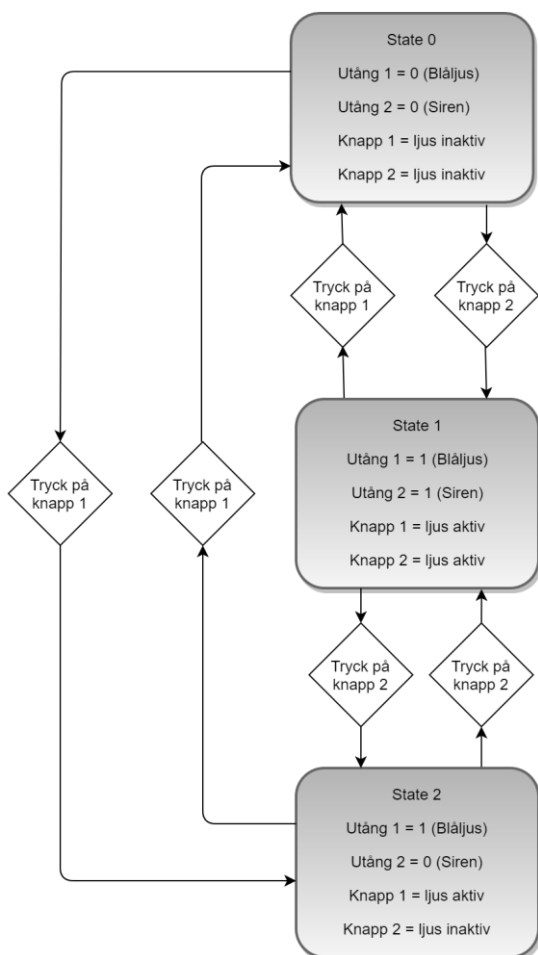 State 0
Utång 1 = 0 (Blåljus)
Utång 2 = 0 (Siren)
Knapp 1 = ljus inaktiv
Knapp 2 = ljus inaktiv
Tryck på
knapp 1
Tryck på
knapp 2
State 1
Utång 1 = 1 (Blåljus)
Utång 2 = 1 (Siren)
Knapp 1 = ljus aktiv
Knapp 2 = ljus aktiv
Tryck på
knapp 1
Tryck på
knapp 1
Tryck på
knapp 2
Tryck på
knapp 2
State 2
Utång 1 = 1 (Blåljus)
Utång 2 = 0 (Siren)
Knapp 1 = ljus aktiv
Knapp 2 = ljus inaktiv